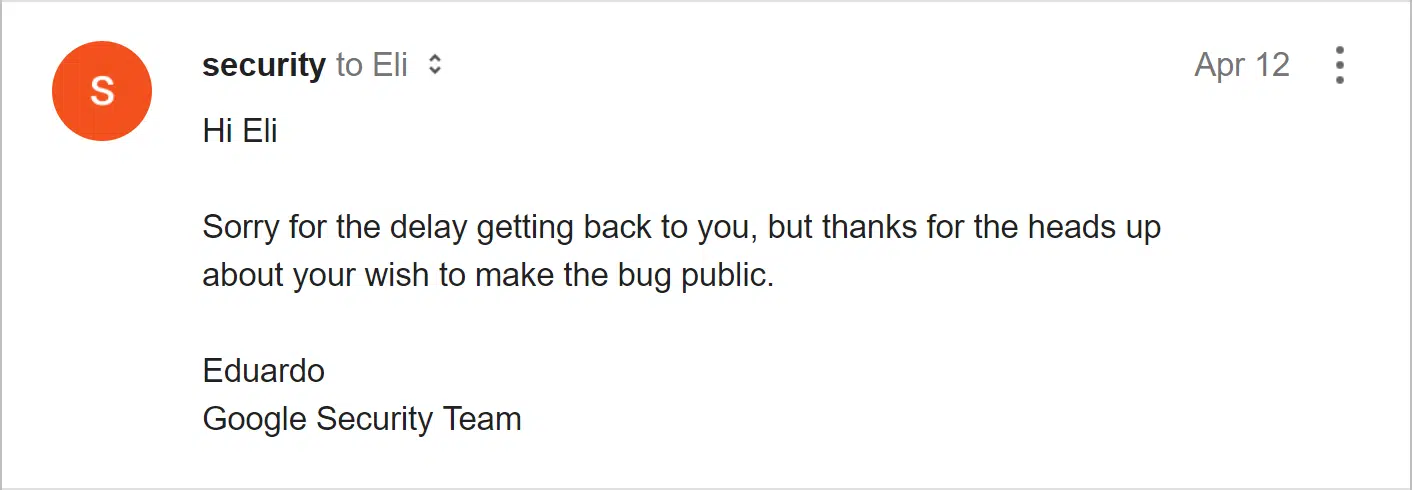 S
security to Eli
Apr 12
Hi Eli
Sorry for the delay getting back to you, but thanks for the heads up
about your wish to make the bug public.
Eduardo
Google Security Team